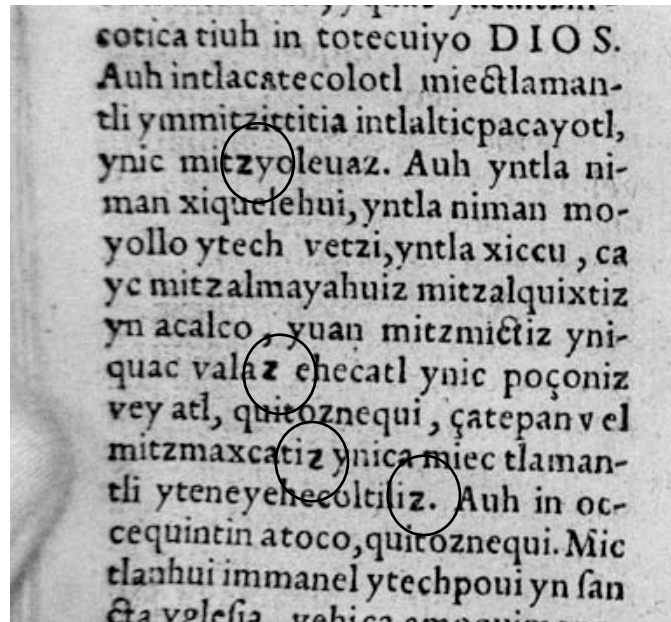 cotica tiuh in totecuiyo DIOS.
Auh intlacatecolotl miectlaman-
tli ymmitzittitia intlalticpacayotl,
ynic mitzyoleuaz. Auh yntla ni-
man xiquelehui, yntla niman mo-
yollo ytech vetzi, yntla xiccu, ca
yc mitzalmayahuiz mitzalquixtiz
yn acalco, yuan mitzmictiz yni-
quac valaz ehecatl ynic poçoniz
vey atl, quitoznequi, çatepan vel
mitzmaxcatiz ynica miec tlaman-
tli yteneyehecoltiliz. Auh in oc-
cequintin atoco, quitoznequi. Mic
tlanhui immanel ytechpoui yn ſan
cta ygleſia,